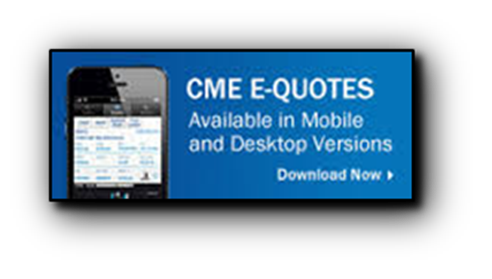 CME E-QUOTES
Available in Mobile
and Desktop Versions
Download Now